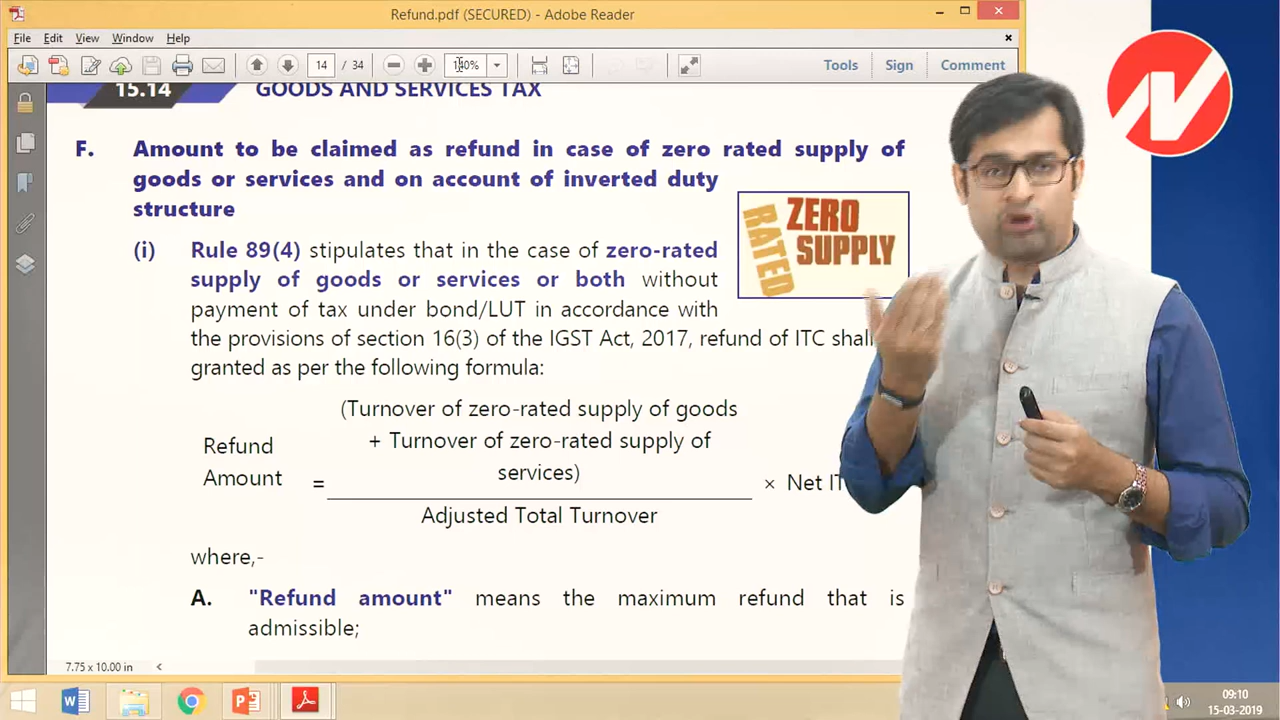 Refund.pdf (SECURED) - Adobe Reader
File Edit View Window Help
14 / 34
Tools Sign Comment
15.14 GOODS AND SERVICES TAX
F. Amount to be claimed as refund in case of zero rated supply of
goods or services and on account of inverted duty
structure
RATED
ZERO
SUPPLY
(i) Rule 89(4) stipulates that in the case of zero-rated
supply of goods or services or both without
payment of tax under bond/LUT in accordance with
the provisions of section 16(3) of the IGST Act, 2017, refund of ITC shall
granted as per the following formula:
(Turnover of zero-rated supply of goods
+ Turnover of zero-rated supply of
services)
Refund
Amount
= × Net
Adjusted Total Turnover
where,-
A. "Refund amount" means the maximum refund that is
admissible;
7.75 x 10.00 in
09:10
15-03-2019